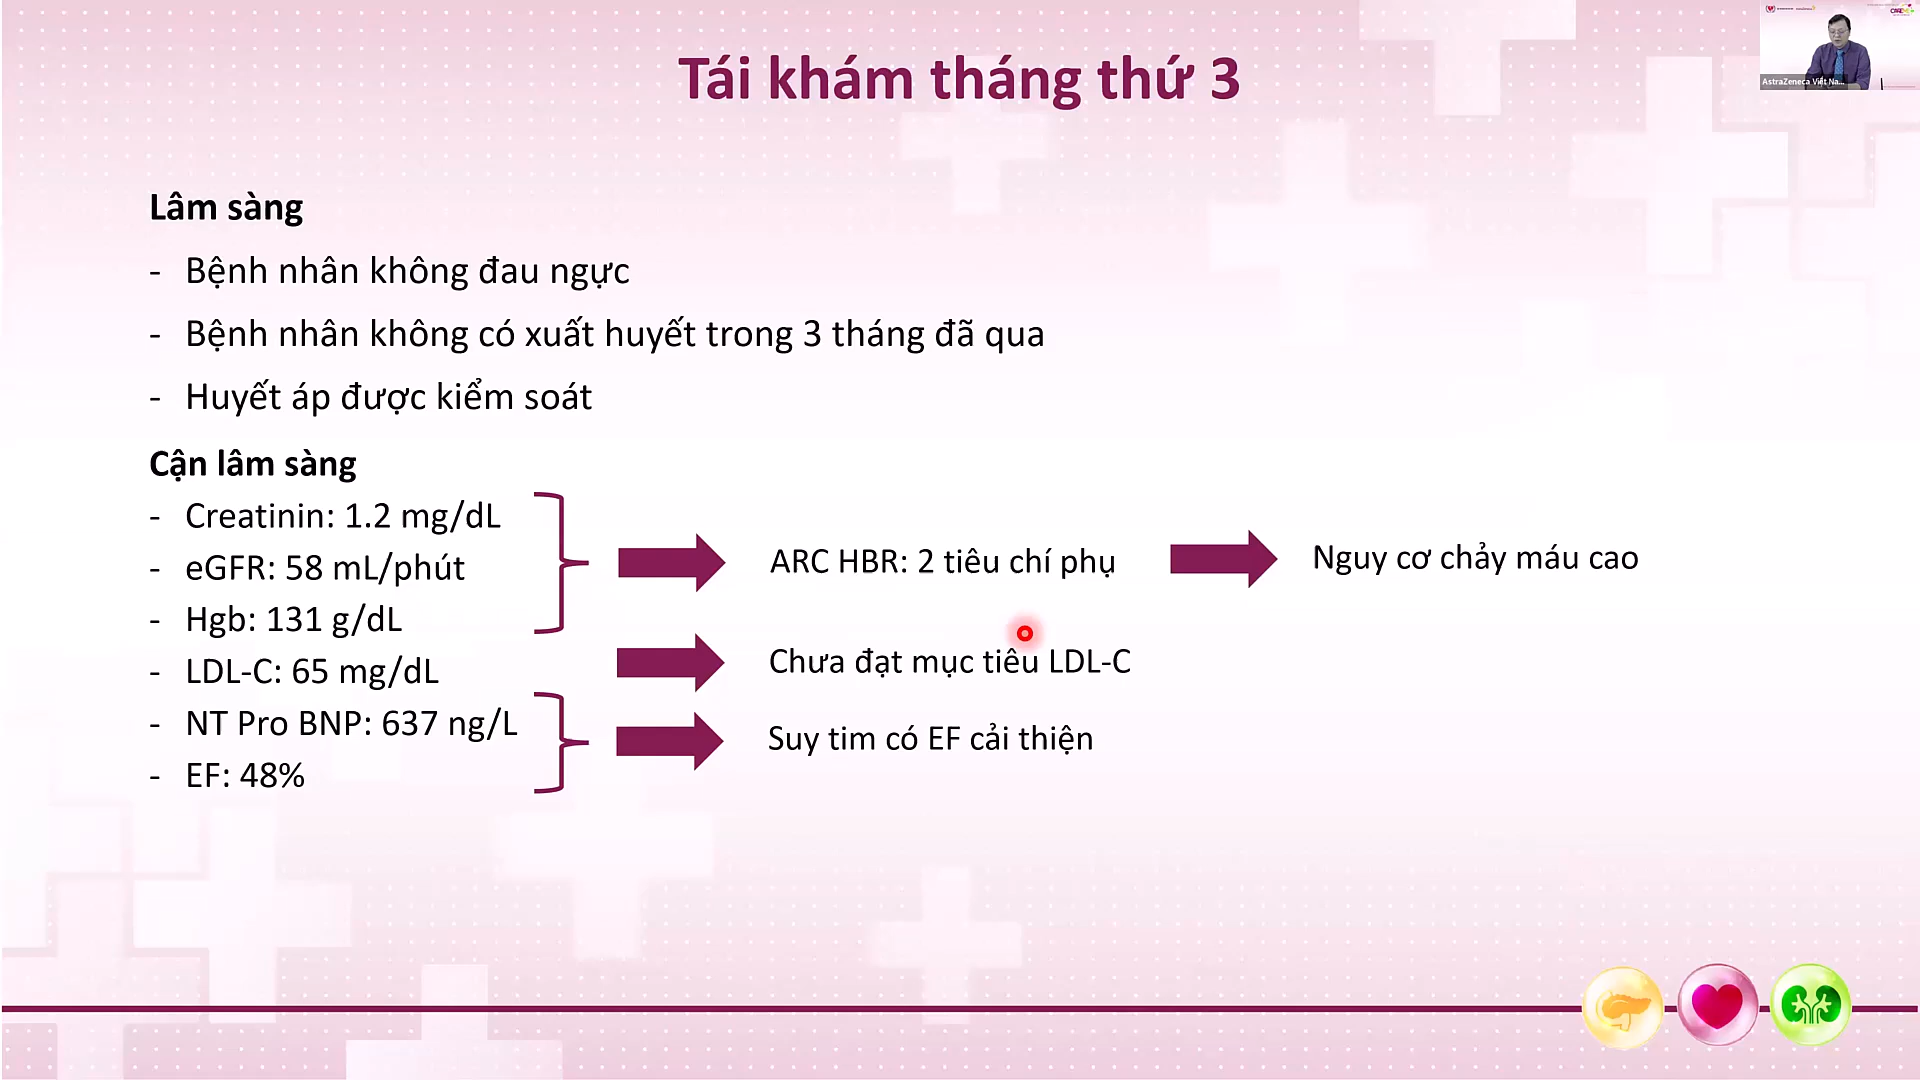 Tái khám tháng thứ 3
AstraZeneca Việt Na...
Lâm sàng
- Bệnh nhân không đau ngực
- Bệnh nhân không có xuất huyết trong 3 tháng đã qua
- Huyết áp được kiểm soát
Cận lâm sàng
- Creatinin: 1.2 mg/dL
- eGFR: 58 mL/phút
- Hgb: 131 g/dL
- LDL-C: 65 mg/dL
- NT Pro BNP: 637 ng/L
- EF: 48%
ARC HBR: 2 tiêu chí phụ
Nguy cơ chảy máu cao
Chưa đạt mục tiêu LDL-C
Suy tim có EF cải thiện